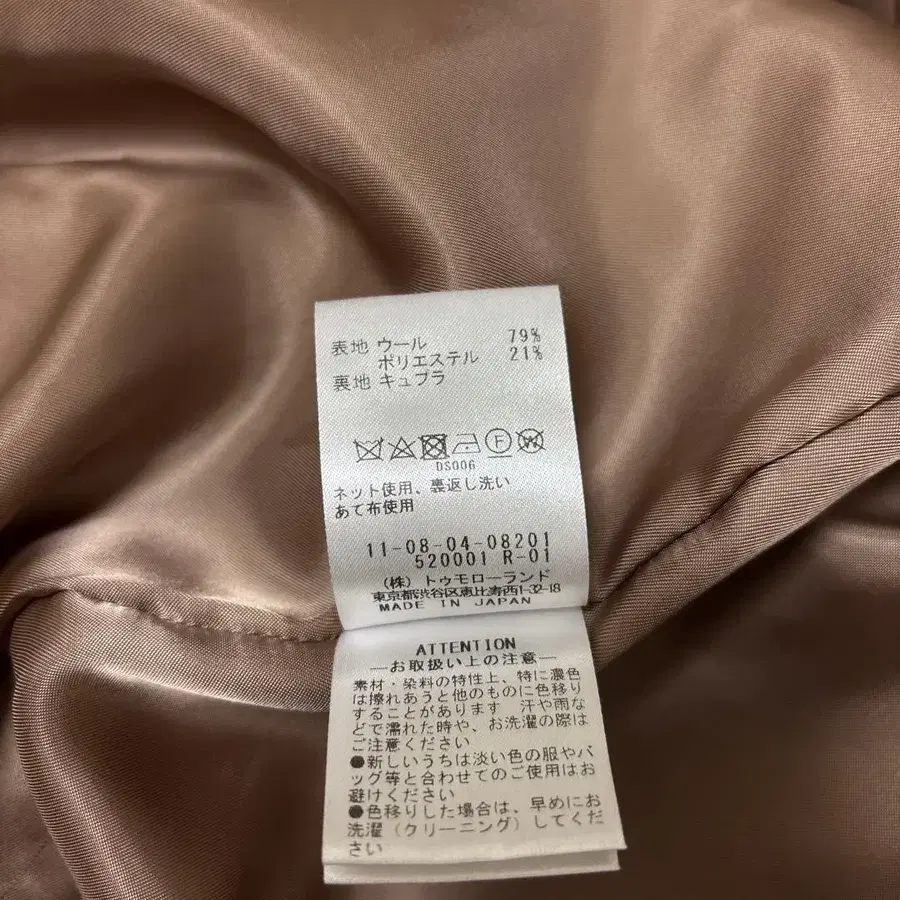 表地 ウール 79%
ポリエステル 21%
裏地 キュプラ
DS006
ネット使用、裏返し洗い
あて布使用
11-08-04-08201
520001 R-01
(株) トゥモローランド
東京都渋谷区恵比寿西1-32-18
MADE IN JAPAN
ATTENTION
―お取扱い上の注意―
素材・染料の特性上、特に濃色
は擦れあうと他のものに色移り
することがあります 汗や雨な
どで濡れた時や、お洗濯の際は
ご注意ください
●新しいうちは淡い色の服やバ
ッグ等と合わせてのご使用はお
避けください
●色移りした場合は、早めにお
洗濯(クリーニング)してくだ
さい